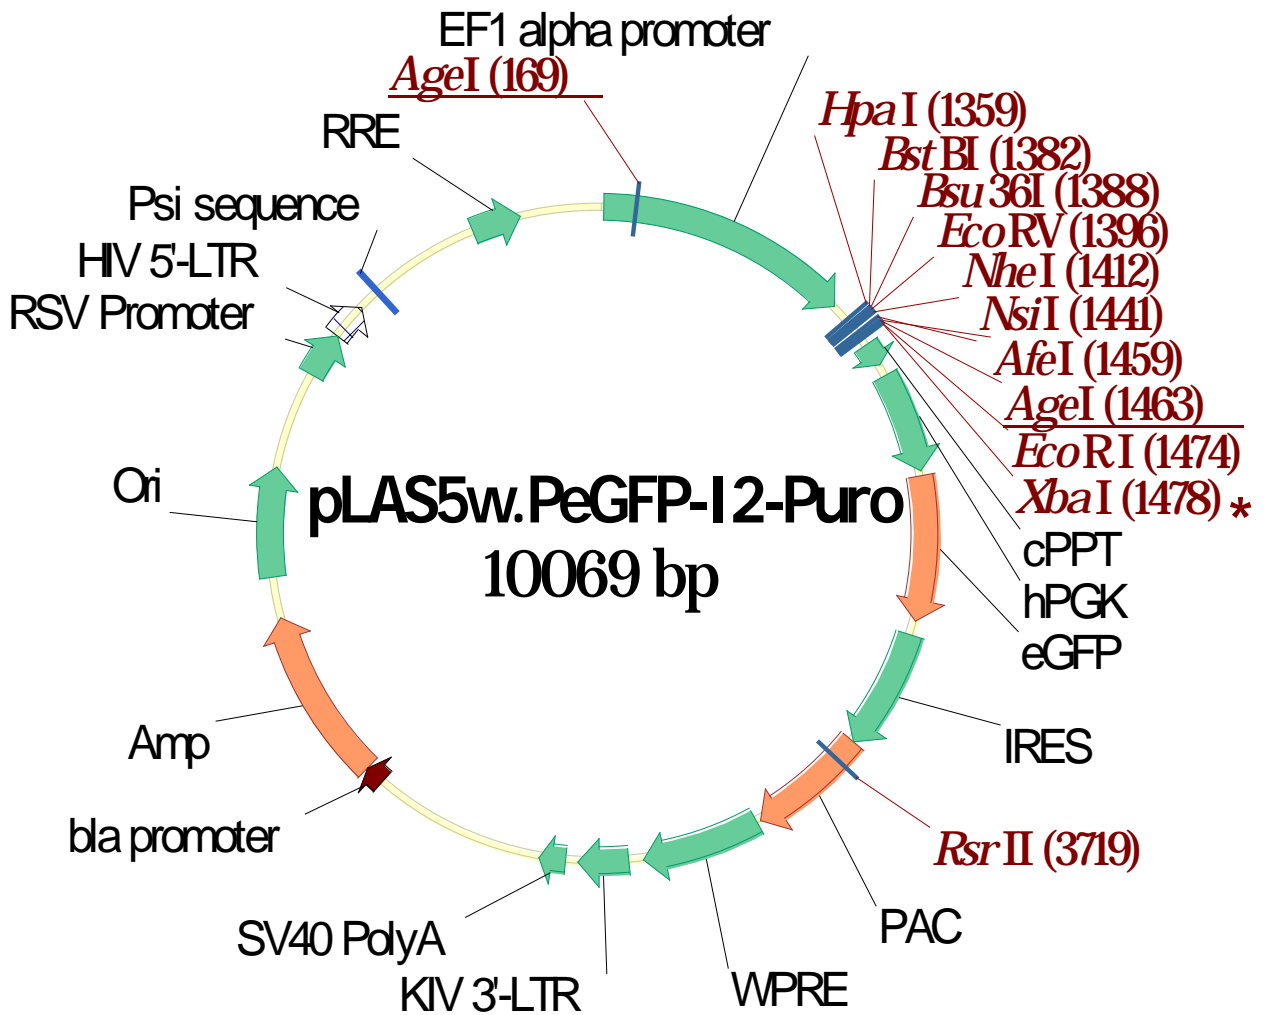 EF1 alpha promoter
AgeI (169)
RRE
Psi sequence
HIV 5'-LTR
RSV Promoter
HpaI (1359)
BstBI (1382)
Bsu36I (1388)
EcoRV (1396)
NheI (1412)
NsiI (1441)
AfeI (1459)
AgeI (1463)
EcoRI (1474)
XbaI (1478) *
cPPT
hPGK
eGFP
Ori
pLAS5w.PeGFP-I2-Puro
10069 bp
IRES
Amp
bla promoter
RsrII (3719)
PAC
SV40 PolyA
KIV 3'-LTR
WPRE